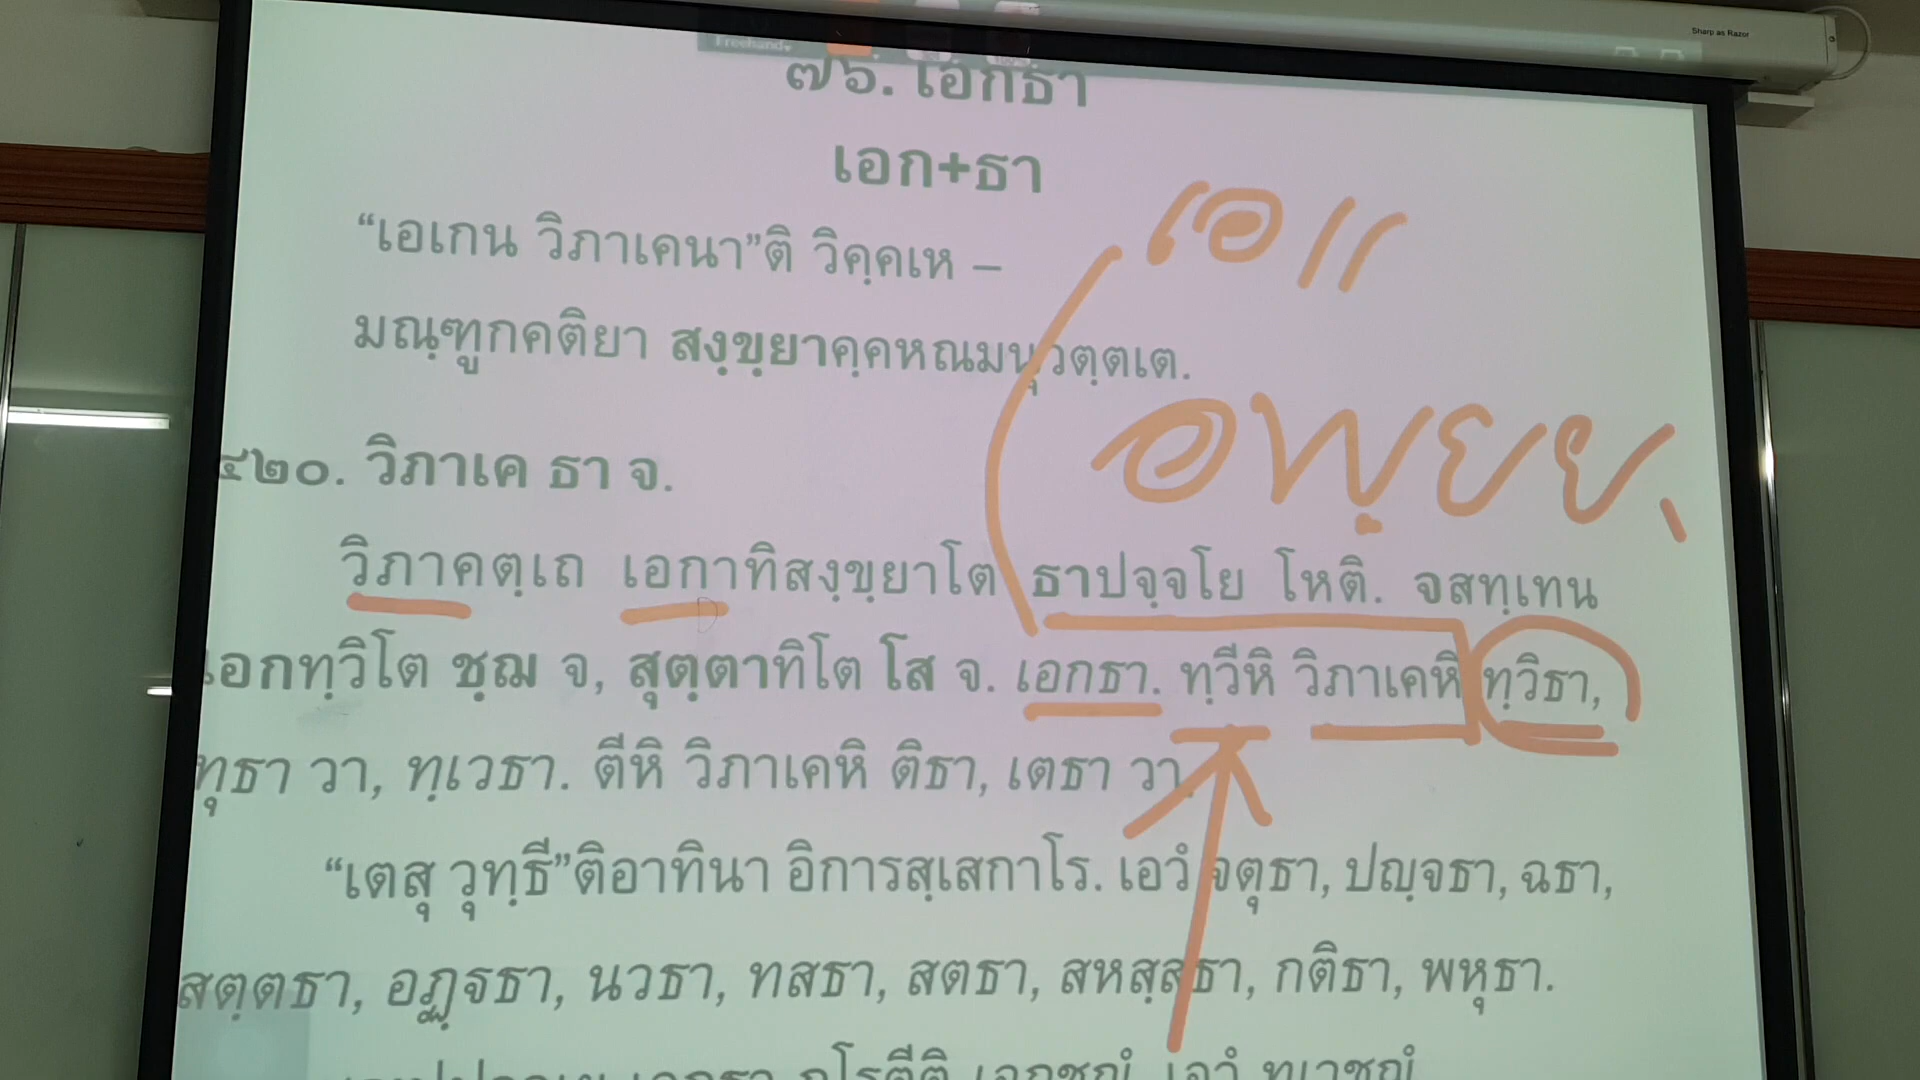 Sharp as Razor
Freehand
๗๖. เอกธา
เอก+ธา
“เอเกน วิภาเคนา”ติ วิคฺคเห –
มณฺฑูกคติยา สงฺขฺยาคฺคหณมนุวตฺตเต.
๔๒๐. วิภาเค ธา จ.
วิภาคตฺเถ เอกาทิสงฺขฺยาโต ธาปจฺจโย โหติ. จสทฺเทน
เอกทฺวิโต ชฺฌ จ, สุตฺตาทิโต โส จ. เอกธา. ทฺวีหิ วิภาเคหิ ทฺวิธา,
ทุธา วา, ทฺเวธา. ตีหิ วิภาเคหิ ติธา, เตธา วา.
“เตสุ วุทฺธี”ติอาทินา อิการสฺเสกาโร. เอวํ จตุธา, ปญฺจธา, ฉธา,
สตฺตธา, อฏฺฐธา, นวธา, ทสธา, สตธา, สหสฺสธา, กติธา, พหุธา.
อพฺยย